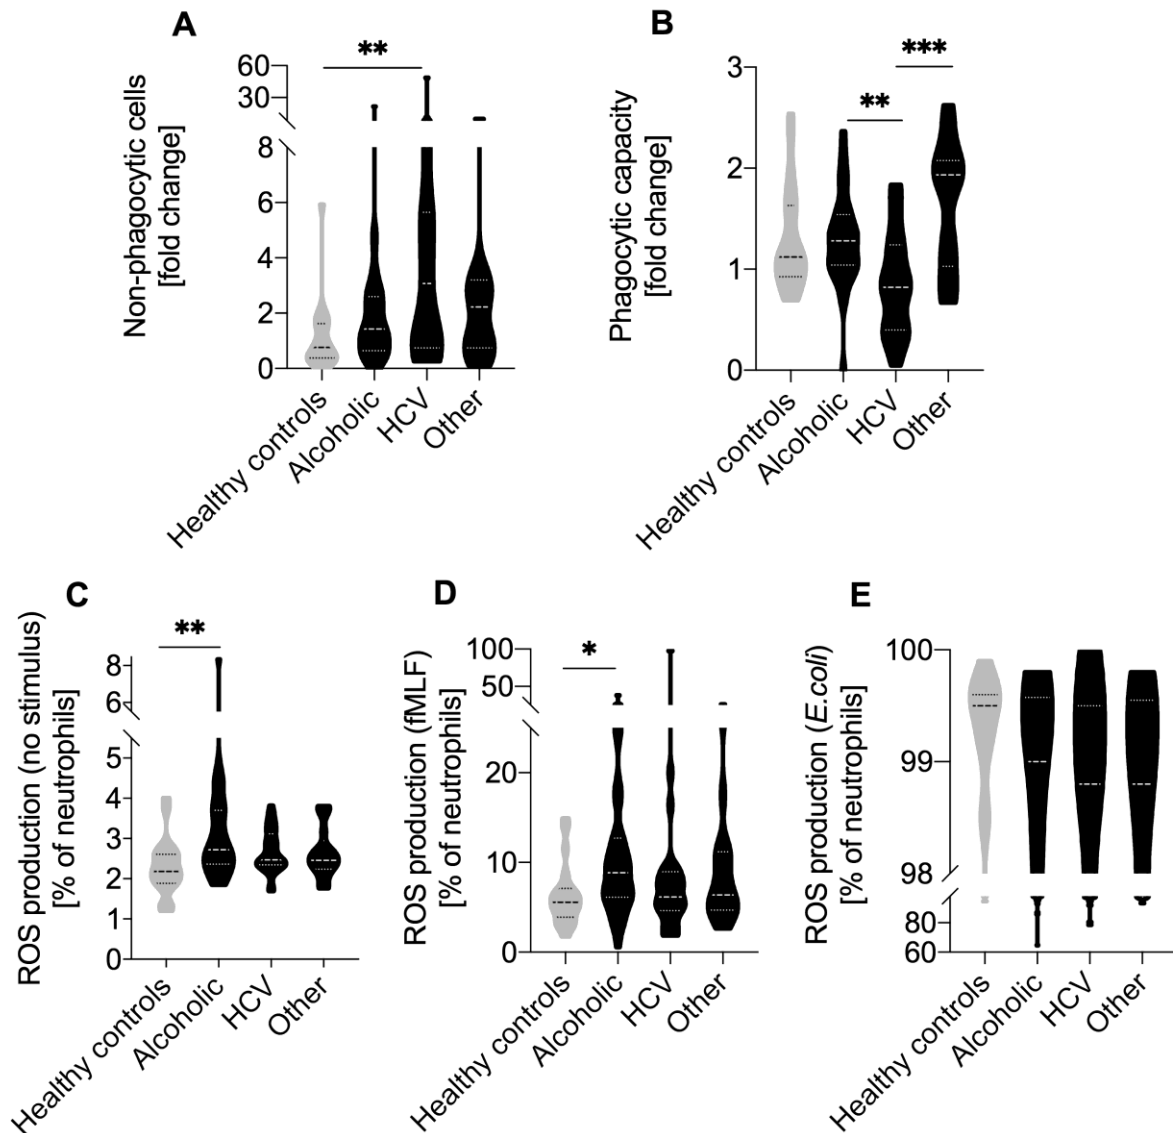 A
Non-phagocytic cells
[fold change]
60
30
8
6
4
2
0
**
Healthy controls
Alcoholic
HCV
Other
B
Phagocytic capacity
[fold change]
3
2
1
0
**
***
Healthy controls
Alcoholic
HCV
Other
C
ROS production (no stimulus)
[% of neutrophils]
8
6
5
4
3
2
1
0
**
Healthy controls
Alcoholic
HCV
Other
D
ROS production (fMLF)
[% of neutrophils]
100
50
20
10
0
*
Healthy controls
Alcoholic
HCV
Other
E
ROS production (E.coli)
[% of neutrophils]
100
99
98
80
60
Healthy controls
Alcoholic
HCV
Other